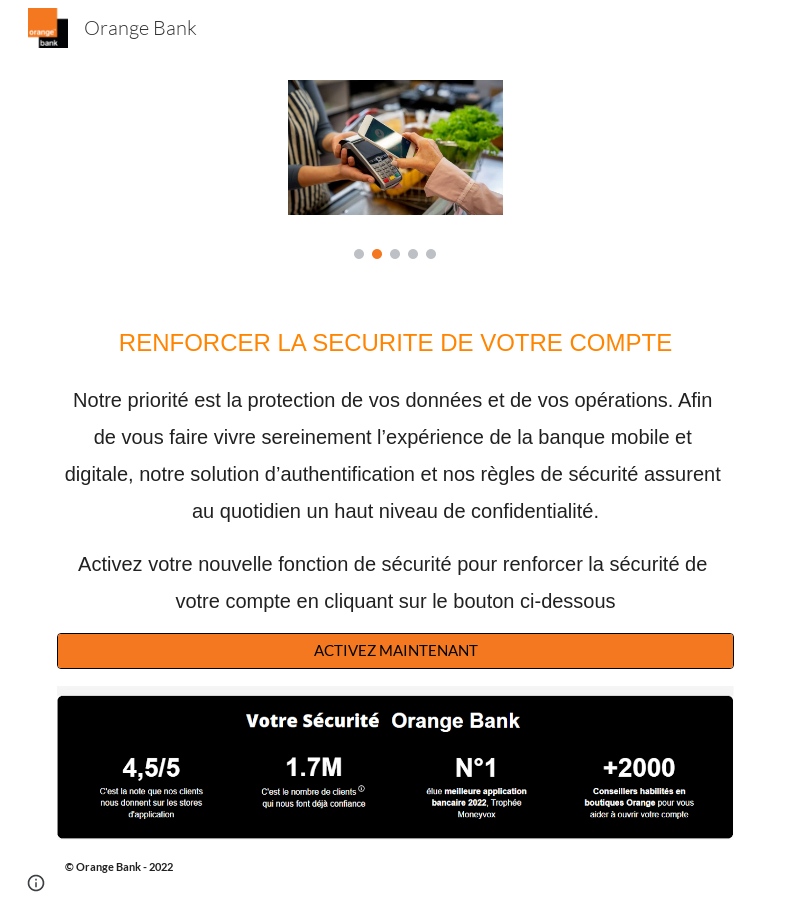 orange
bank
Orange Bank
RENFORCER LA SECURITE DE VOTRE COMPTE
Notre priorité est la protection de vos données et de vos opérations. Afin
de vous faire vivre sereinement l’expérience de la banque mobile et
digitale, notre solution d’authentification et nos règles de sécurité assurent
au quotidien un haut niveau de confidentialité.
Activez votre nouvelle fonction de sécurité pour renforcer la sécurité de
votre compte en cliquant sur le bouton ci-dessous
ACTIVEZ MAINTENANT
Votre Sécurité Orange Bank
4,5/5
C'est la note que nos clients
nous donnent sur les stores
d'application
1.7M
C'est le nombre de clients
qui nous font déjà confiance
N°1
élue meilleure application
bancaire 2022, Trophée
Moneyvox
+2000
Conseillers habilités en
boutiques Orange pour vous
aider à ouvrir votre compte
© Orange Bank - 2022